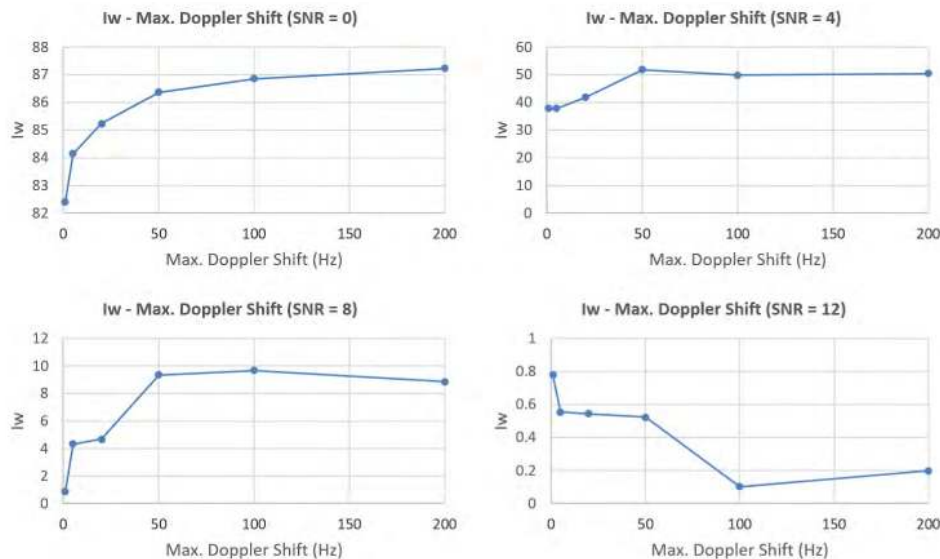 Iw - Max. Doppler Shift (SNR = 0)
88
87
86
85
84
83
82
Iw
0 50 100 150 200
Max. Doppler Shift (Hz)
Iw - Max. Doppler Shift (SNR = 4)
60
50
40
30
20
10
0
Iw
0 50 100 150 200
Max. Doppler Shift (Hz)
Iw - Max. Doppler Shift (SNR = 8)
12
10
8
6
4
2
0
Iw
0 50 100 150 200
Max. Doppler Shift (Hz)
Iw - Max. Doppler Shift (SNR = 12)
1
0.8
0.6
0.4
0.2
0
Iw
0 50 100 150 200
Max. Doppler Shift (Hz)